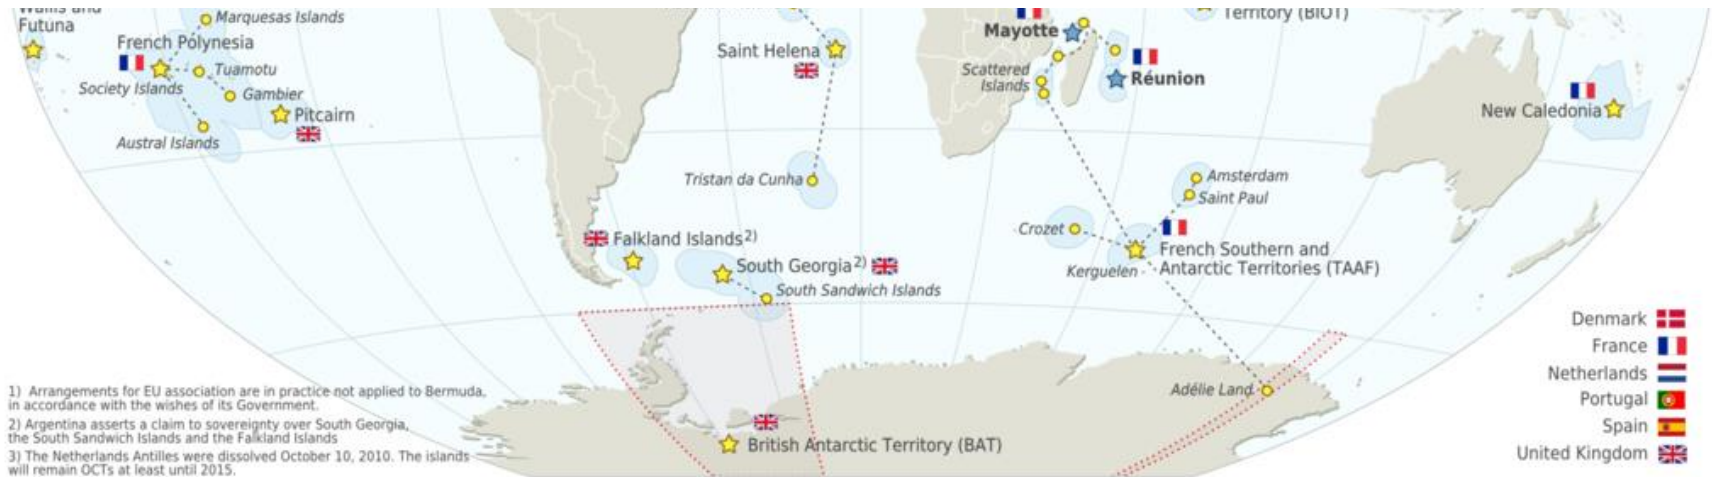 Wallis and
Futuna
Marquesas Islands
French Polynesia
Tuamotu
Society Islands
Gambier
Pitcairn
Austral Islands
Saint Helena
Tristan da Cunha
Falkland Islands2)
South Georgia2)
South Sandwich Islands
Territory (BIOT)
Mayotte
Scattered
Islands
Réunion
New Caledonia
Amsterdam
Saint Paul
Crozet
French Southern and
Antarctic Territories (TAAF)
Kerguelen
Adélie Land
British Antarctic Territory (BAT)
Denmark
France
Netherlands
Portugal
Spain
United Kingdom
1) Arrangements for EU association are in practice not applied to Bermuda,
in accordance with the wishes of its Government.
2) Argentina asserts a claim to sovereignty over South Georgia,
the South Sandwich Islands and the Falkland Islands
3) The Netherlands Antilles were dissolved October 10, 2010. The islands
will remain OCTs at least until 2015.